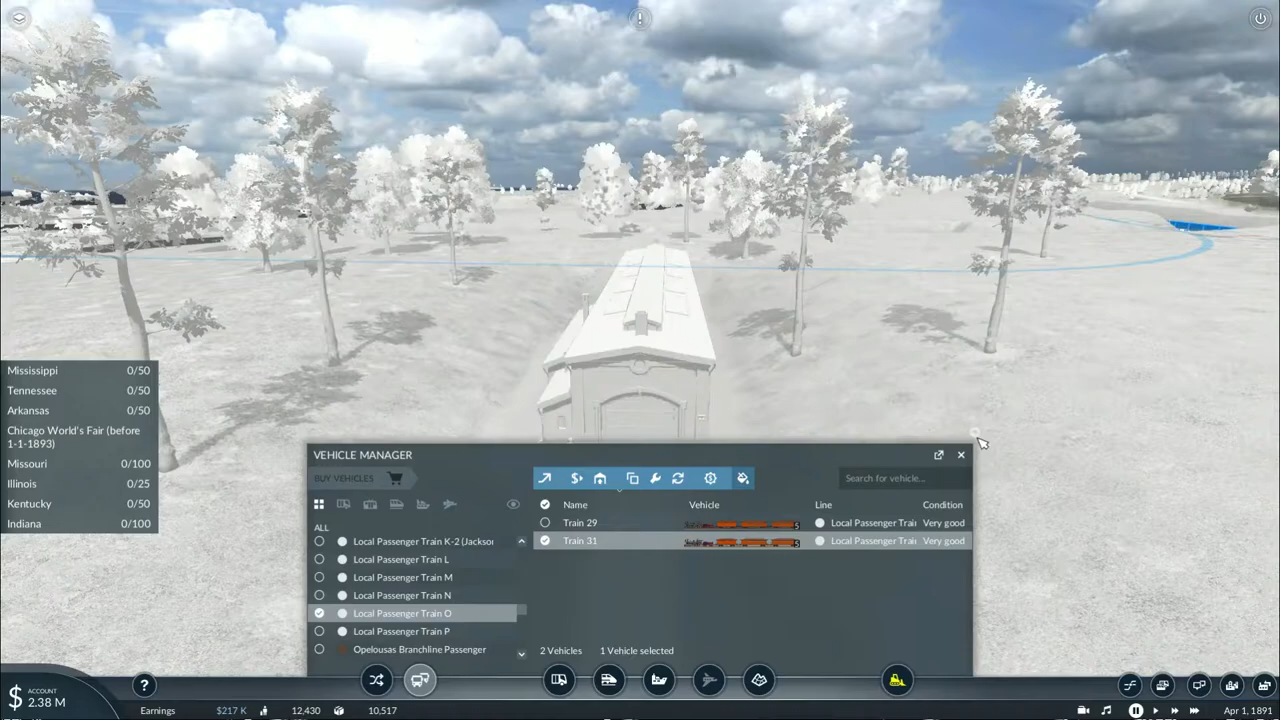 Mississippi 0/50
Tennessee 0/50
Arkansas 0/50
Chicago World's Fair (before
1-1-1893)
Missouri 0/100
Illinois 0/25
Kentucky 0/50
Indiana 0/100
VEHICLE MANAGER
BUY VEHICLES
Search for vehicle...
ALL
Local Passenger Train K-2 (Jackson
Local Passenger Train L
Local Passenger Train M
Local Passenger Train N
Local Passenger Train O
Local Passenger Train P
Opelousas Branchline Passenger
Name Vehicle Line Condition
Train 29 5 Local Passenger Trai Very good
Train 31 5 Local Passenger Trai Very good
2 Vehicles 1 Vehicle selected
$ ACCOUNT
2.38 M
?
Earnings $217 K 12,430 10,517
Apr 1, 1891